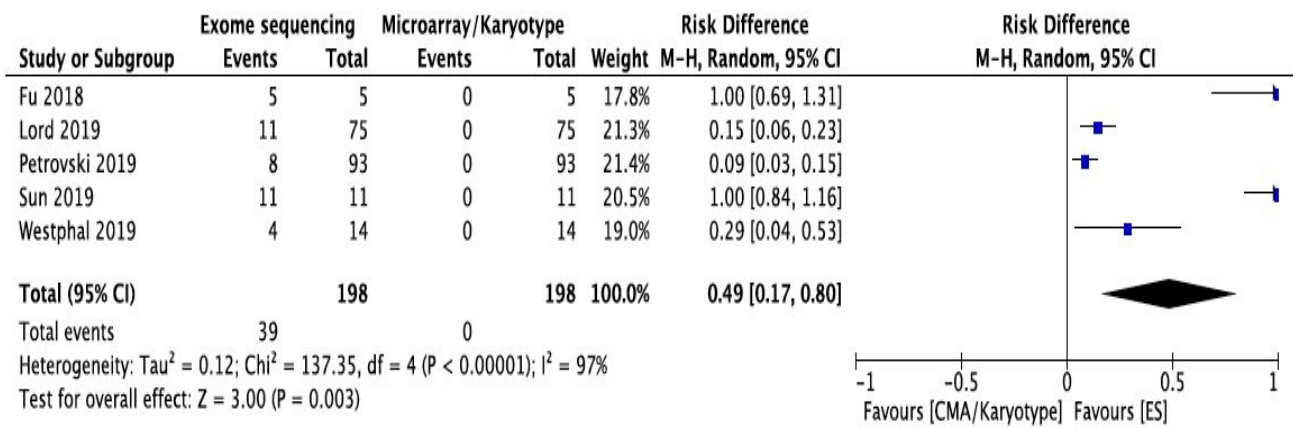 Exome sequencing Microarray/Karyotype Risk Difference Risk Difference
Study or Subgroup Events Total Events Total Weight M-H, Random, 95% CI M-H, Random, 95% CI
Fu 2018 5 5 0 5 17.8% 1.00 [0.69, 1.31]
Lord 2019 11 75 0 75 21.3% 0.15 [0.06, 0.23]
Petrovski 2019 8 93 0 93 21.4% 0.09 [0.03, 0.15]
Sun 2019 11 11 0 11 20.5% 1.00 [0.84, 1.16]
Westphal 2019 4 14 0 14 19.0% 0.29 [0.04, 0.53]
Total (95% CI) 198 198 100.0% 0.49 [0.17, 0.80]
Total events 39 0
Heterogeneity: Tau² = 0.12; Chi² = 137.35, df = 4 (P < 0.00001); I² = 97%
Test for overall effect: Z = 3.00 (P = 0.003)
-1 -0.5 0 0.5 1
Favours [CMA/Karyotype] Favours [ES]